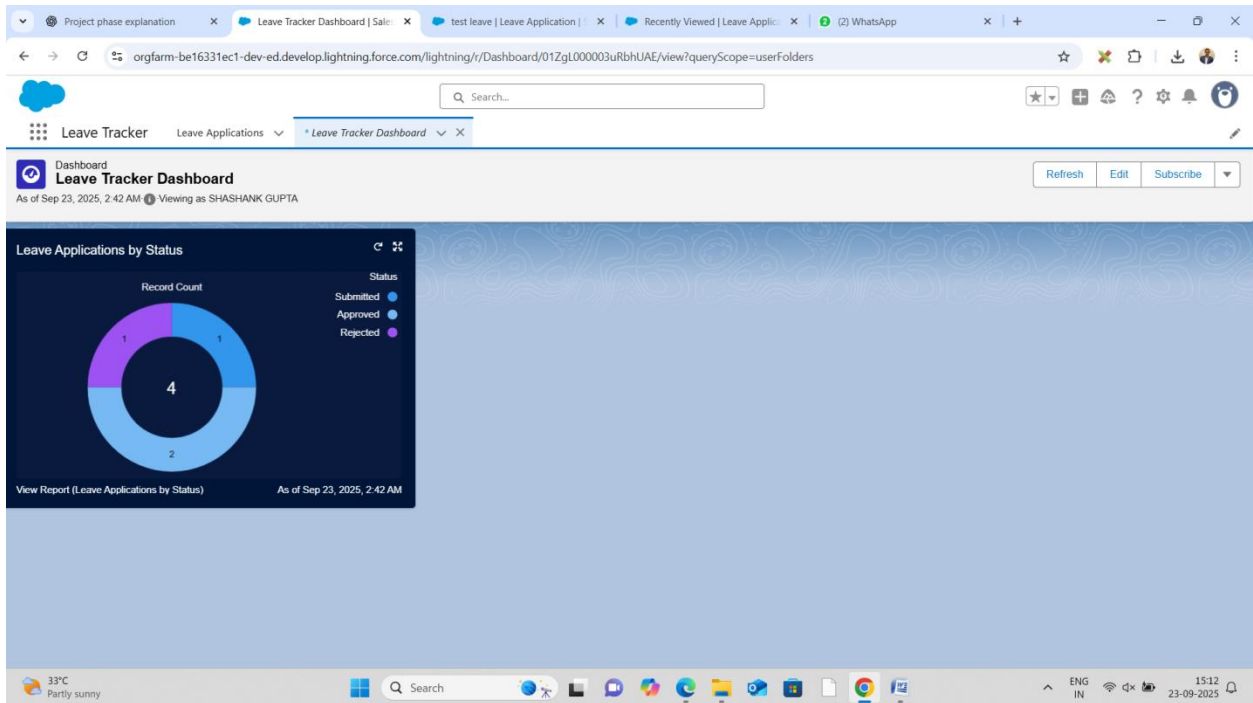 Project phase explanation
Leave Tracker Dashboard | Sale
test leave | Leave Application |
Recently Viewed | Leave Applic
(2) WhatsApp
orgfarm-be16331ec1-dev-ed.develop.lightning.force.com/lightning/r/Dashboard/01ZgL000003uRbhUAE/view?queryScope=userFolders
Search...
Leave Tracker
Leave Applications
* Leave Tracker Dashboard
Dashboard
Leave Tracker Dashboard
As of Sep 23, 2025, 2:42 AM Viewing as SHASHANK GUPTA
Refresh
Edit
Subscribe
Leave Applications by Status
Record Count
1
1
4
2
Status
Submitted
Approved
Rejected
View Report (Leave Applications by Status)
As of Sep 23, 2025, 2:42 AM
33°C
Partly sunny
Search
ENG
IN
15:12
23-09-2025